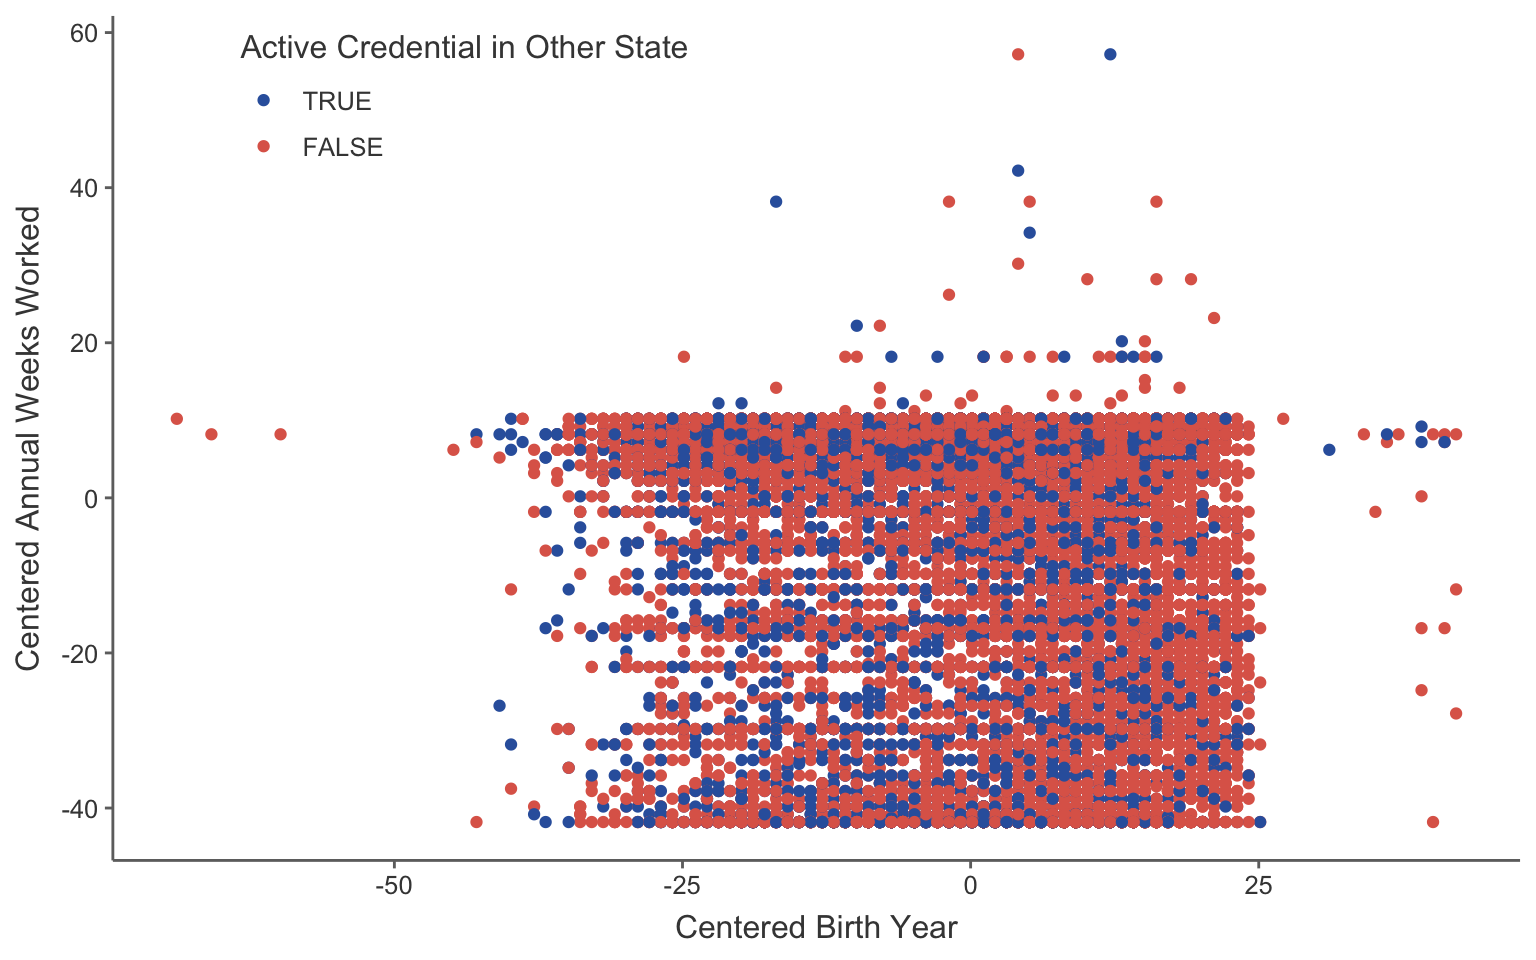 Active Credential in Other State
TRUE
FALSE
60
40
20
0
-20
-40
Centered Annual Weeks Worked
-50
-25
0
25
Centered Birth Year